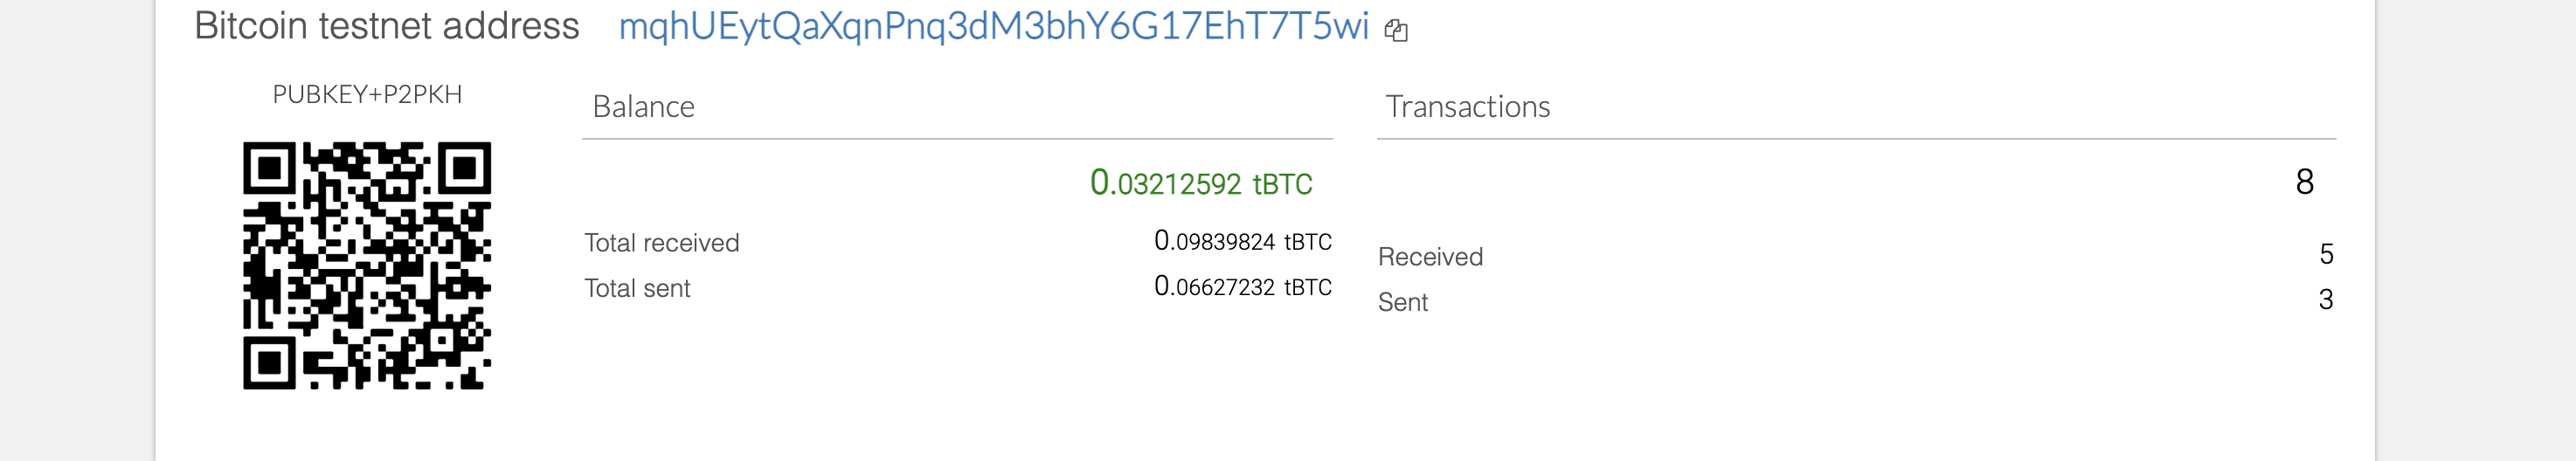 Bitcoin testnet address mqhUEytQaXqnPnq3dM3bhY6G17EhT7T5wi
PUBKEY+P2PKH
Balance
0.03212592 tBTC
Total received 0.09839824 tBTC
Total sent 0.06627232 tBTC
Transactions
8
Received 5
Sent 3